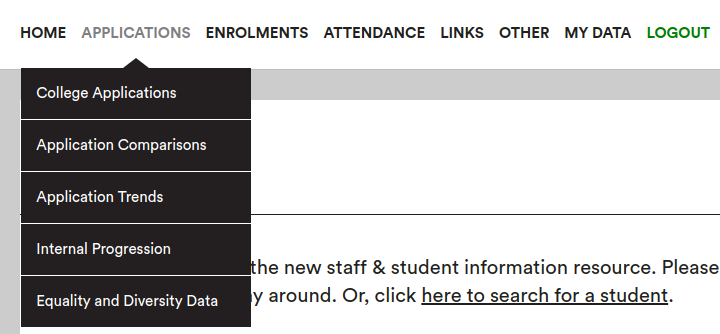 HOME APPLICATIONS ENROLMENTS ATTENDANCE LINKS OTHER MY DATA LOGOUT
College Applications
Application Comparisons
Application Trends
Internal Progression
the new staff & student information resource. Please
Equality and Diversity Data
around. Or, click here to search for a student.